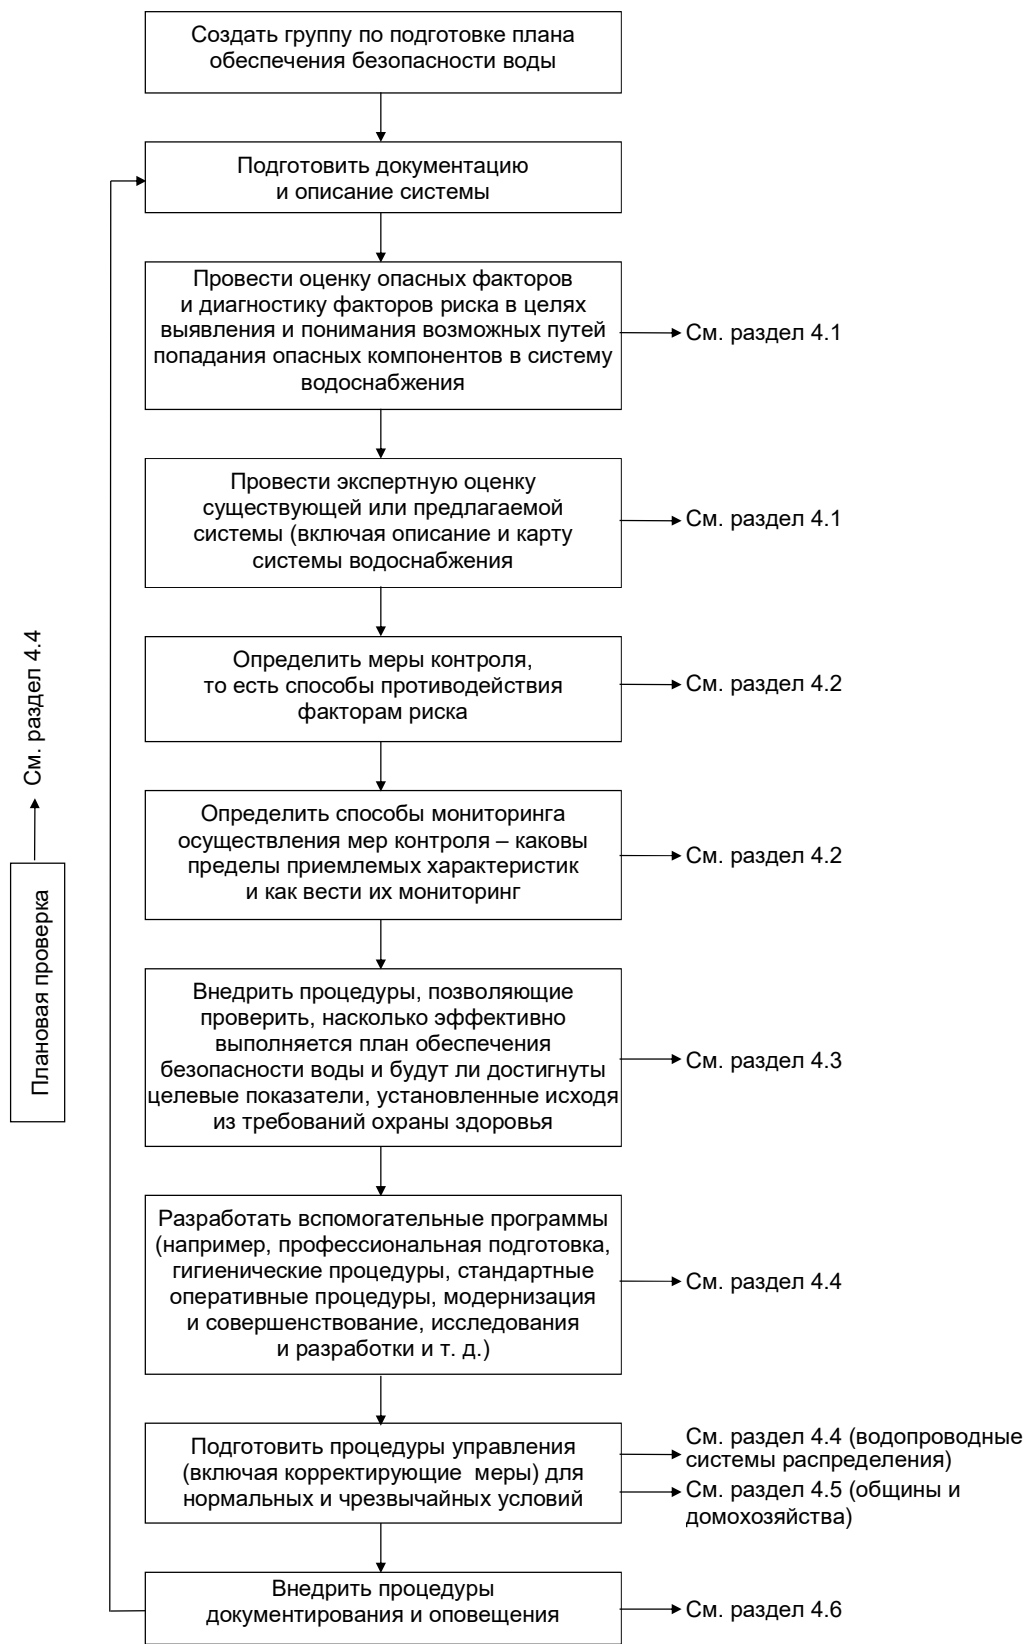 Создать группу по подготовке плана
обеспечения безопасности воды
Подготовить документацию
и описание системы
Провести оценку опасных факторов
и диагностику факторов риска в целях
выявления и понимания возможных путей
попадания опасных компонентов в систему
водоснабжения
См. раздел 4.1
Провести экспертную оценку
существующей или предлагаемой
системы (включая описание и карту
системы водоснабжения
См. раздел 4.1
Определить меры контроля,
то есть способы противодействия
факторам риска
См. раздел 4.2
Определить способы мониторинга
осуществления мер контроля – каковы
пределы приемлемых характеристик
и как вести их мониторинг
См. раздел 4.2
Внедрить процедуры, позволяющие
проверить, насколько эффективно
выполняется план обеспечения
безопасности воды и будут ли достигнуты
целевые показатели, установленные исходя
из требований охраны здоровья
См. раздел 4.3
Разработать вспомогательные программы
(например, профессиональная подготовка,
гигиенические процедуры, стандартные
оперативные процедуры, модернизация
и совершенствование, исследования
и разработки и т. д.)
См. раздел 4.4
Подготовить процедуры управления
(включая корректирующие меры) для
нормальных и чрезвычайных условий
См. раздел 4.4 (водопроводные
системы распределения)
См. раздел 4.5 (общины и
домохозяйства)
Внедрить процедуры
документирования и оповещения
См. раздел 4.6
Плановая проверка
См. раздел 4.4